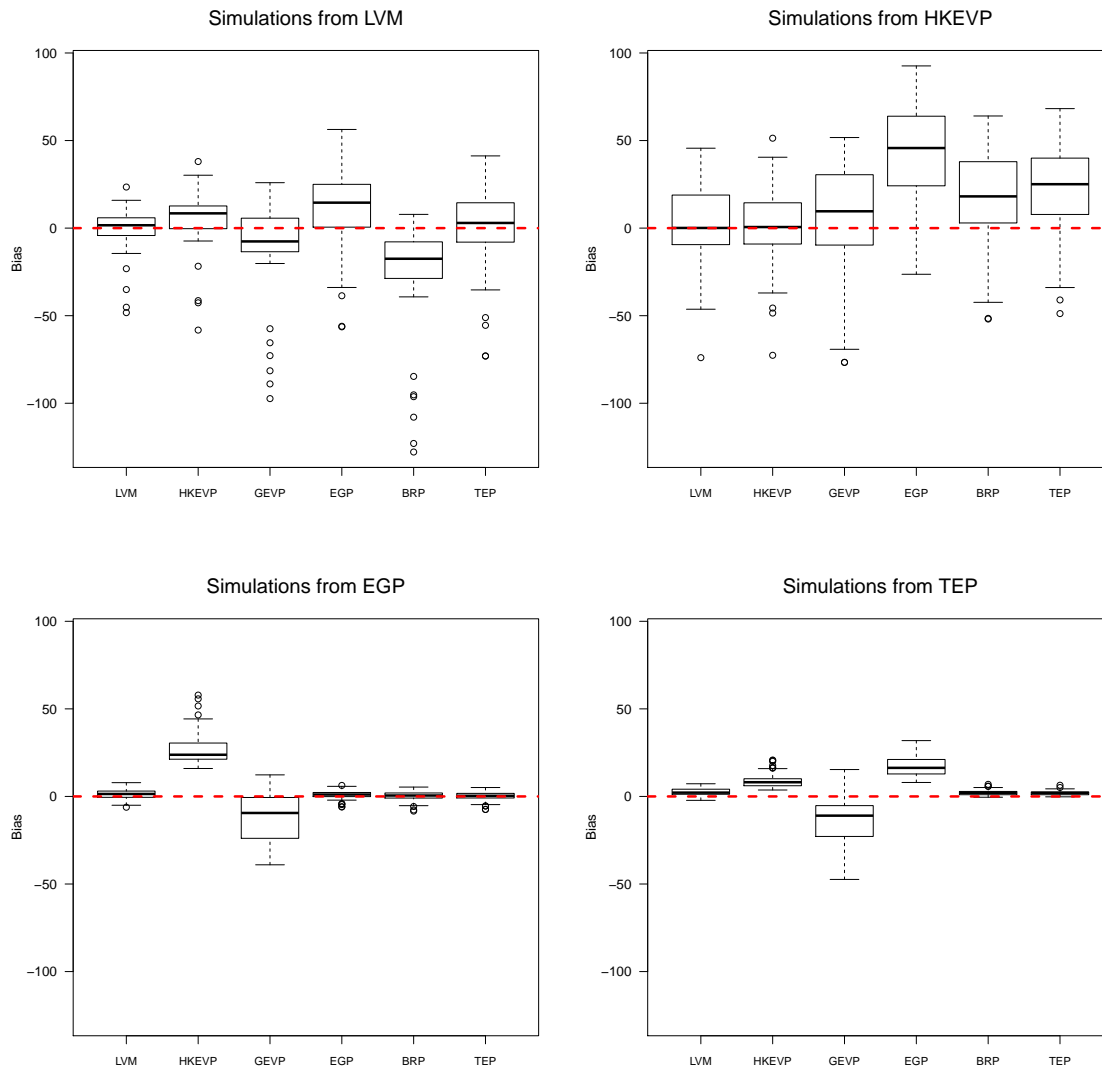 Simulations from LVM
Bias
100
50
0
−50
−100
LVM HKEVP GEVP EGP BRP TEP
Simulations from HKEVP
Bias
100
50
0
−50
−100
LVM HKEVP GEVP EGP BRP TEP
Simulations from EGP
Bias
100
50
0
−50
−100
LVM HKEVP GEVP EGP BRP TEP
Simulations from TEP
Bias
100
50
0
−50
−100
LVM HKEVP GEVP EGP BRP TEP